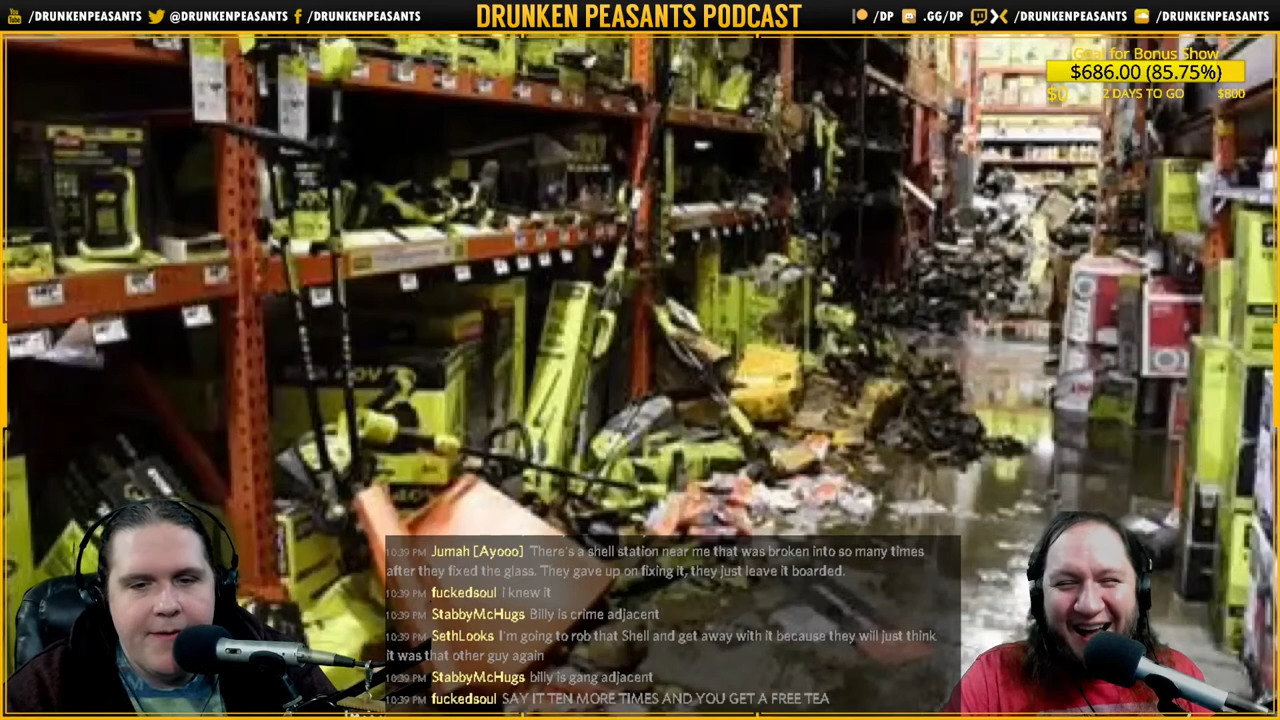 /DRUNKENPEASANTS @DRUNKENPEASANTS /DRUNKENPEASANTS DRUNKEN PEASANTS PODCAST /DP .GG/DP /DRUNKENPEASANTS /DRUNKENPEASANTS
Goal for Bonus Show
$686.00 (85.75%)
$0 2 DAYS TO GO $800
10:39 PM Jumah [Ayooo] There's a shell station near me that was broken into so many times
after they fixed the glass. They gave up on fixing it, they just leave it boarded.
10:39 PM fuckedsoul i knew it
10:39 PM StabbyMcHugs Billy is crime adjacent
10:39 PM SethLooks I'm going to rob that Shell and get away with it because they will just think
it was that other guy again
10:39 PM StabbyMcHugs billy is gang adjacent
10:39 PM fuckedsoul SAY IT TEN MORE TIMES AND YOU GET A FREE TEA